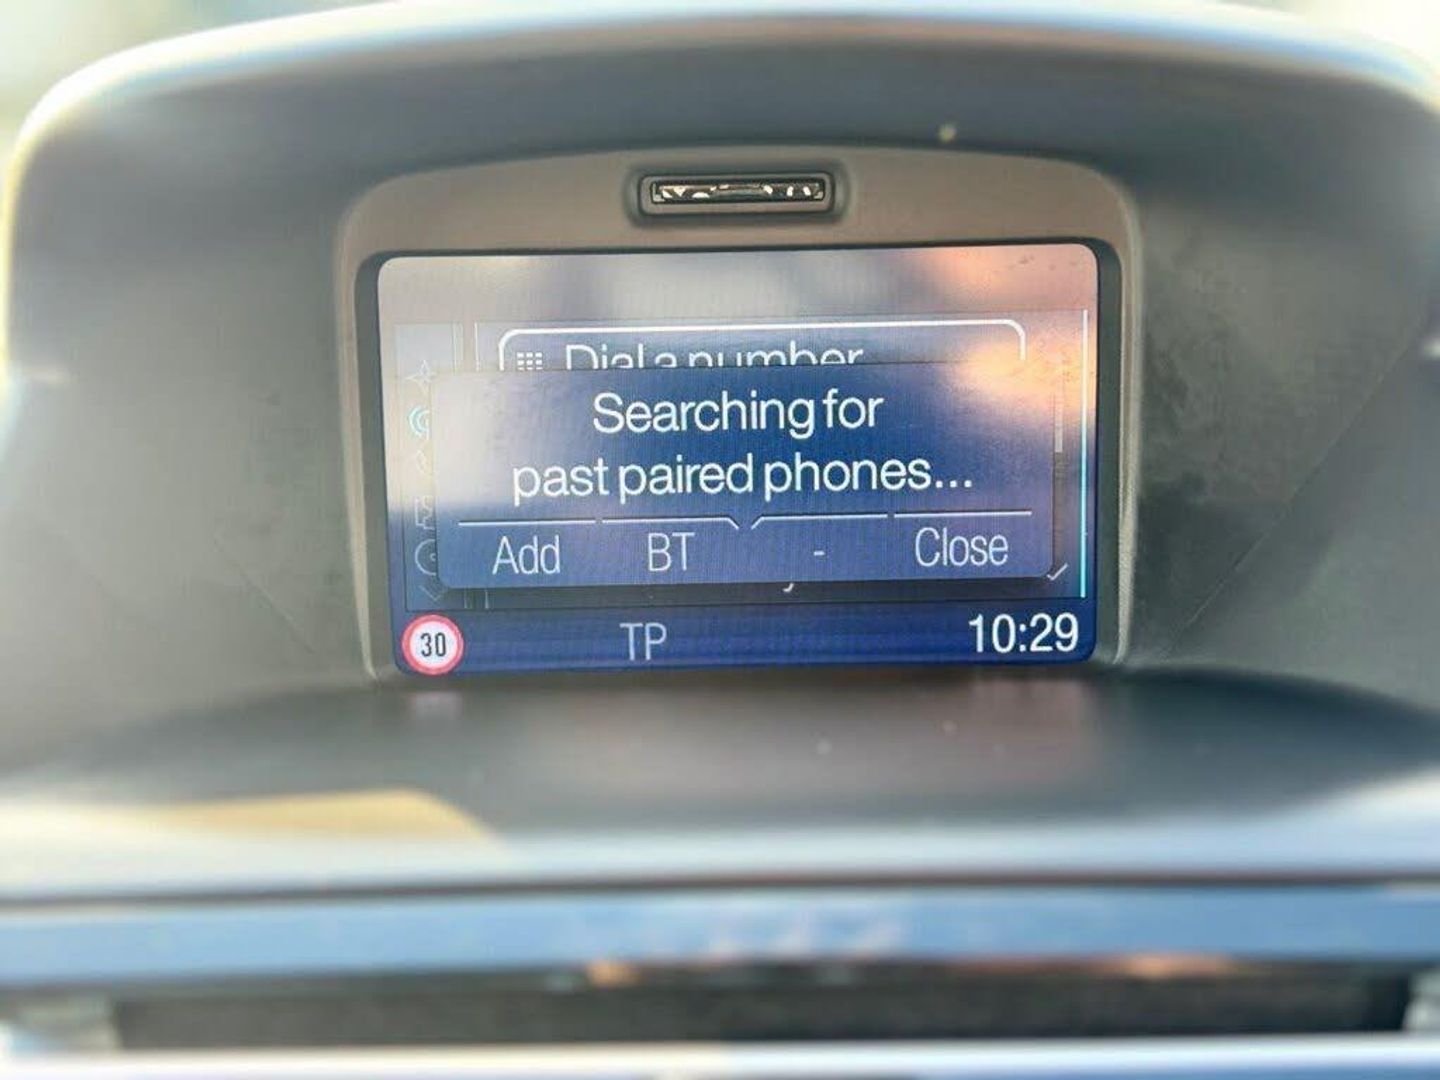 Dial a number
Searching for
past paired phones...
Add BT - Close
30 TP 10:29